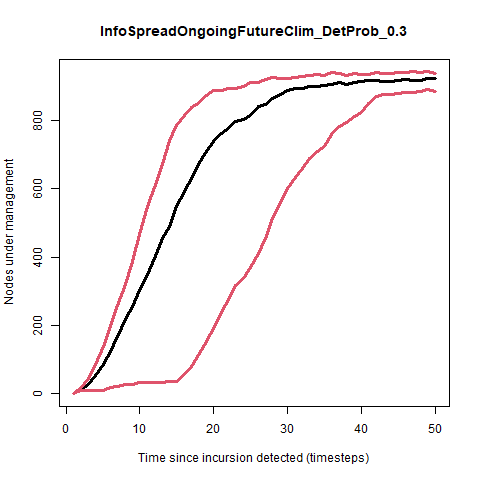 InfoSpreadOngoingFutureClim_DetProb_0.3
Nodes under management
800
600
400
200
0
0 10 20 30 40 50
Time since incursion detected (timesteps)